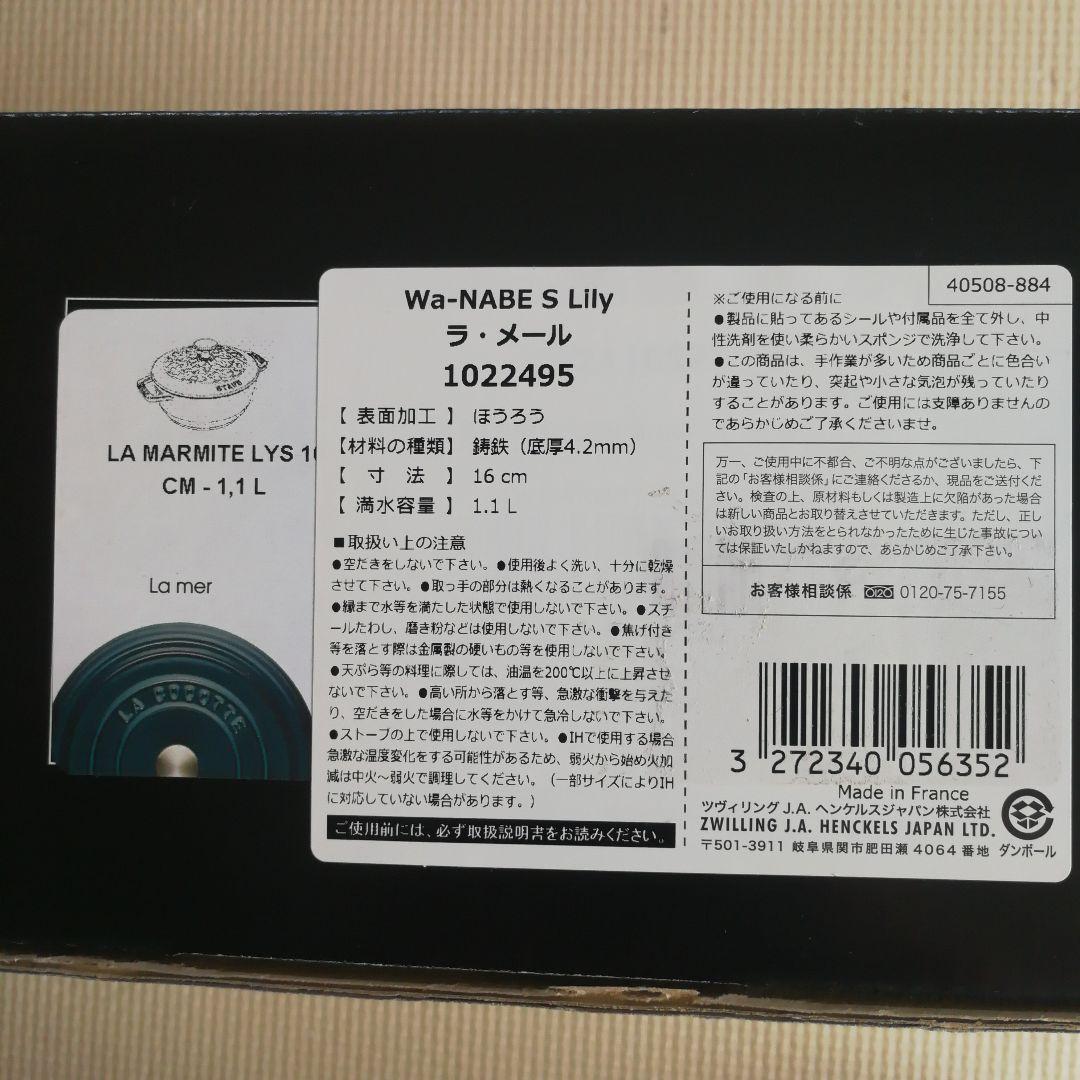 STAUB
LA MARMITE LYS 1
CM - 1,1 L
La mer
LA COCOTTE
Wa-NABE S Lily
ラ・メール
1022495
【 表面加工 】 ほうろう
【材料の種類】 鋳鉄（底厚4.2mm）
【 寸 法 】 16 cm
【 満水容量 】 1.1 L
■取扱い上の注意
●空だきをしないで下さい。●使用後よく洗い、十分に乾燥
させて下さい。●取っ手の部分は熱くなることがあります。
●縁まで水等を満たした状態で使用しないで下さい。●スチ
ールたわし、磨き粉などは使用しないで下さい。●焦げ付き
等を落とす際は金属製の硬いもの等を使用しないで下さい。
●天ぷら等の料理に際しては、油温を200℃以上に上昇させ
ないで下さい。●高い所から落とす等、急激な衝撃を与えた
り、空だきをした場合に水等をかけて急冷しないで下さい。
●ストーブの上で使用しないで下さい。●IHで使用する場合
急激な温度変化をする可能性があるため、弱火から始め火加
減は中火～弱火で調理してください。（一部サイズによりIH
に対応していない場合があります。）
ご使用前には、必ず取扱説明書をお読みください。
40508-884
※ご使用になる前に
●製品に貼ってあるシールや付属品を全て外し、中
性洗剤を使い柔らかいスポンジで洗浄して下さい。
●この商品は、手作業が多いため商品ごとに色合い
が違っていたり、突起や小さな気泡が残っていたり
することがあります。ご使用には支障ありませんの
であらかじめご了承くださいませ。
万一、ご使用中に不都合、ご不明な点がございましたら、下
記の「お客様相談係」にご連絡くださるか、現品をご送付くだ
さい。検査の上、原材料もしくは製造上に欠陥があった場合
は新しい商品とお取り替えさせていただきます。ただし、正し
いお取り扱い方法をとられなかったために生じた事故につい
ては保証いたしかねますので、あらかじめご了承下さい。
お客様相談係 0120-75-7155
3 272340 056352
Made in France
ツヴィリング J.A. ヘンケルスジャパン株式会社
ZWILLING J.A. HENCKELS JAPAN LTD.
〒501-3911 岐阜県関市肥田瀬 4064 番地 ダンボール